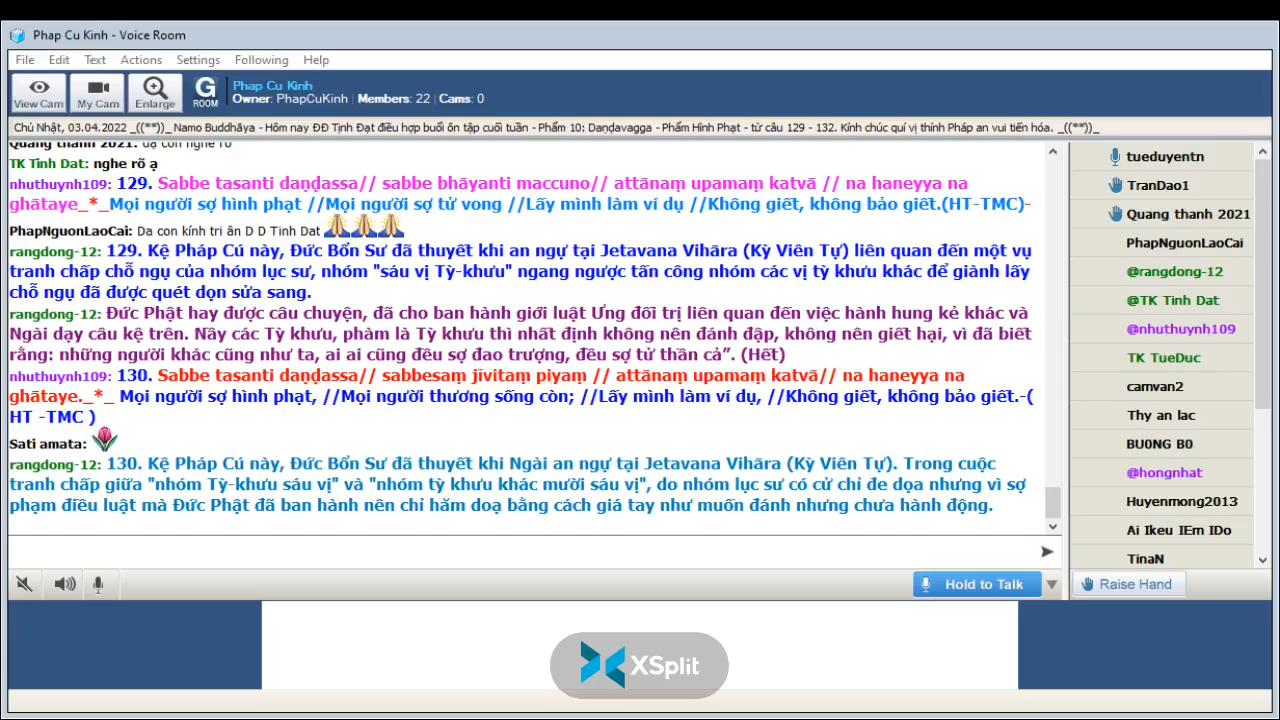 Phap Cu Kinh - Voice Room
File Edit Text Actions Settings Following Help
View Cam My Cam Enlarge G ROOM
Phap Cu Kinh
Owner: PhapCuKinh | Members: 22 | Cams: 0
Chủ Nhật, 03.04.2022 _((**))_ Namo Buddhāya - Hôm nay ĐĐ Tịnh Đạt điều hợp buổi ôn tập cuối tuần - Phẩm 10: Daṇḍavagga - Phẩm Hình Phạt - từ câu 129 - 132. Kính chúc quí vị thính Pháp an vui tiến hóa. _((**))_
Quang thanh 2021: dạ con nghe rõ
TK Tinh Dat: nghe rõ ạ
nhuthuynh109: 129. Sabbe tasanti daṇḍassa// sabbe bhāyanti maccuno// attānaṃ upamaṃ katvā // na haneyya na
ghātaye_*_Mọi người sợ hình phạt //Mọi người sợ tử vong //Lấy mình làm ví dụ //Không giết, không bảo giết.(HT-TMC)-
PhapNguonLaoCai: Da con kính tri ân D D Tinh Dat
rangdong-12: 129. Kệ Pháp Cú này, Đức Bổn Sư đã thuyết khi an ngự tại Jetavana Vihāra (Kỳ Viên Tự) liên quan đến một vụ
tranh chấp chỗ ngụ của nhóm lục sư, nhóm "sáu vị Tỳ-khưu" ngang ngược tấn công nhóm các vị tỳ khưu khác để giành lấy
chỗ ngụ đã được quét dọn sửa sang.
rangdong-12: Đức Phật hay được câu chuyện, đã cho ban hành giới luật Ưng đối trị liên quan đến việc hành hung kẻ khác và
Ngài dạy câu kệ trên. Nầy các Tỳ khưu, phàm là Tỳ khưu thì nhất định không nên đánh đập, không nên giết hại, vì đã biết
rằng: những người khác cũng như ta, ai ai cũng đều sợ đao trượng, đều sợ tử thần cả”. (Hết)
nhuthuynh109: 130. Sabbe tasanti daṇḍassa// sabbesaṃ jīvitaṃ piyaṃ // attānaṃ upamaṃ katvā// na haneyya na
ghātaye._*_ Mọi người sợ hình phạt, //Mọi người thương sống còn; //Lấy mình làm ví dụ, //Không giết, không bảo giết.-(
HT -TMC )
Sati amata:
rangdong-12: 130. Kệ Pháp Cú này, Đức Bổn Sư đã thuyết khi Ngài an ngự tại Jetavana Vihāra (Kỳ Viên Tự). Trong cuộc
tranh chấp giữa "nhóm Tỳ-khưu sáu vị" và "nhóm tỳ khưu khác mười sáu vị", do nhóm lục sư có cử chỉ đe dọa nhưng vì sợ
phạm điều luật mà Đức Phật đã ban hành nên chỉ hăm doạ bằng cách giá tay như muốn đánh nhưng chưa hành động.
tueduyentn
TranDao1
Quang thanh 2021
PhapNguonLaoCai
@rangdong-12
@TK Tinh Dat
@nhuthuynh109
TK TueDuc
camvan2
Thy an lac
BU0NG B0
@hongnhat
Huyenmong2013
Ai Ikeu IEm IDo
TinaN
Hold to Talk
Raise Hand
XSplit